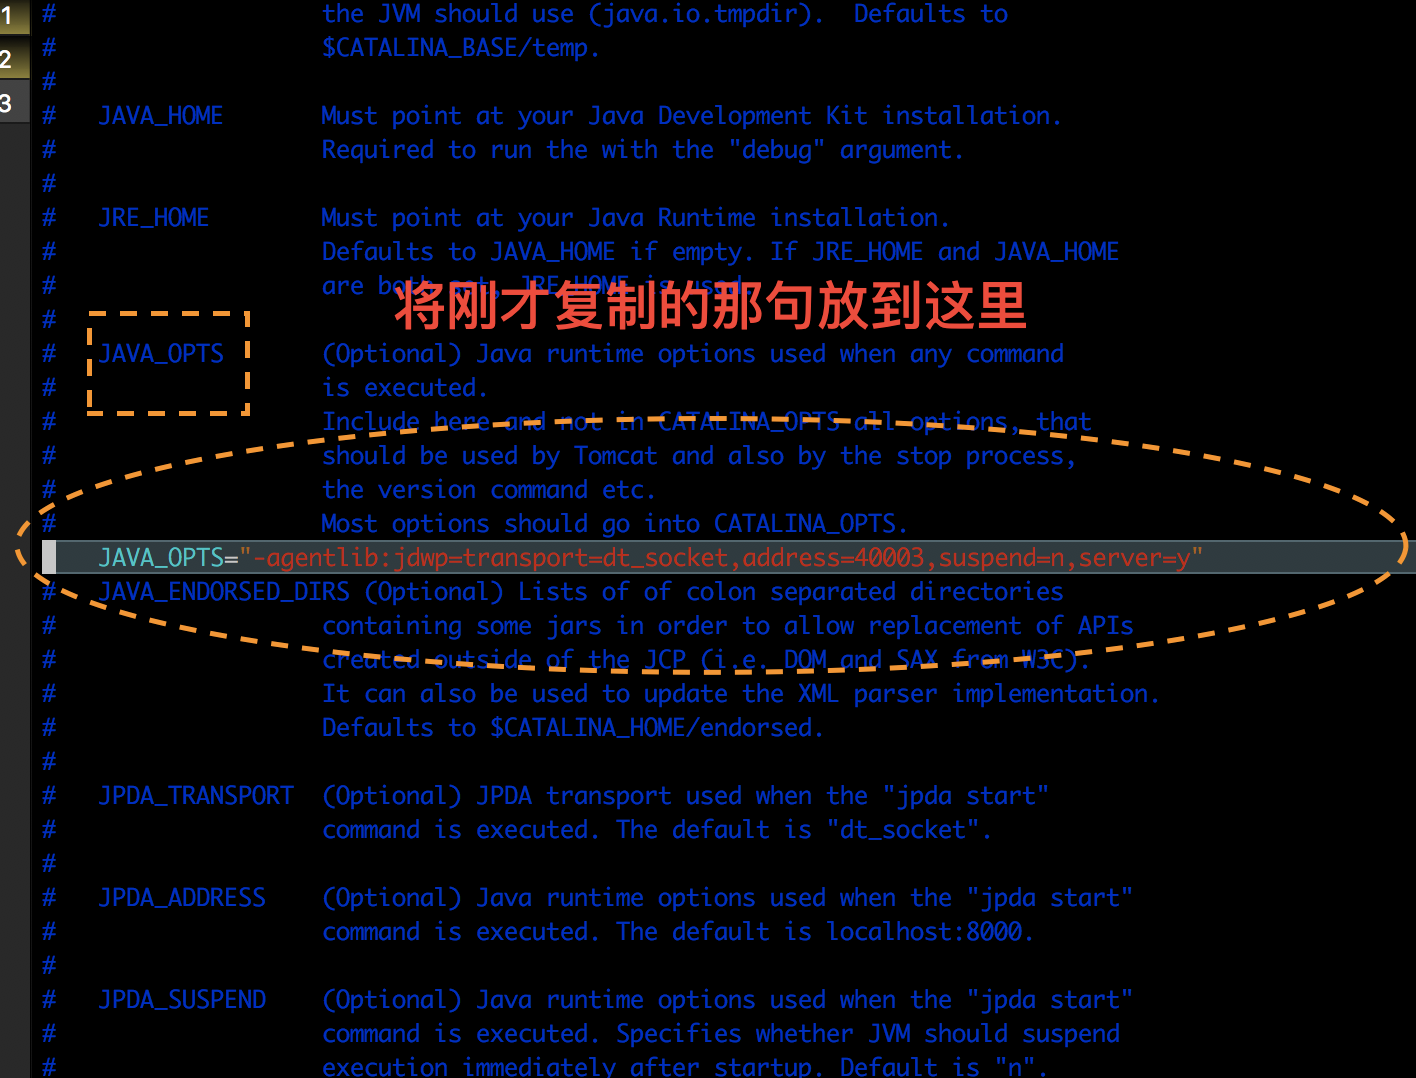 1
2
3
# the JVM should use (java.io.tmpdir).  Defaults to
# $CATALINA_BASE/temp.
#
# JAVA_HOME Must point at your Java Development Kit installation.
# Required to run the with the "debug" argument.
#
# JRE_HOME Must point at your Java Runtime installation.
# Defaults to JAVA_HOME if empty. If JRE_HOME and JAVA_HOME
# are both set, JRE_HOME is used.
将刚才复制的那句放到这里
#
# JAVA_OPTS (Optional) Java runtime options used when any command
# is executed.
# Include here and not in CATALINA_OPTS all options, that
# should be used by Tomcat and also by the stop process,
# the version command etc.
# Most options should go into CATALINA_OPTS.
JAVA_OPTS="-agentlib:jdwp=transport=dt_socket,address=40003,suspend=n,server=y"
# JAVA_ENDORSED_DIRS (Optional) Lists of of colon separated directories
# containing some jars in order to allow replacement of APIs
# created outside of the JCP (i.e. DOM and SAX from W3C).
# It can also be used to update the XML parser implementation.
# Defaults to $CATALINA_HOME/endorsed.
#
# JPDA_TRANSPORT (Optional) JPDA transport used when the "jpda start"
# command is executed. The default is "dt_socket".
#
# JPDA_ADDRESS (Optional) Java runtime options used when the "jpda start"
# command is executed. The default is localhost:8000.
#
# JPDA_SUSPEND (Optional) Java runtime options used when the "jpda start"
# command is executed. Specifies whether JVM should suspend
# execution immediately after startup. Default is "n".